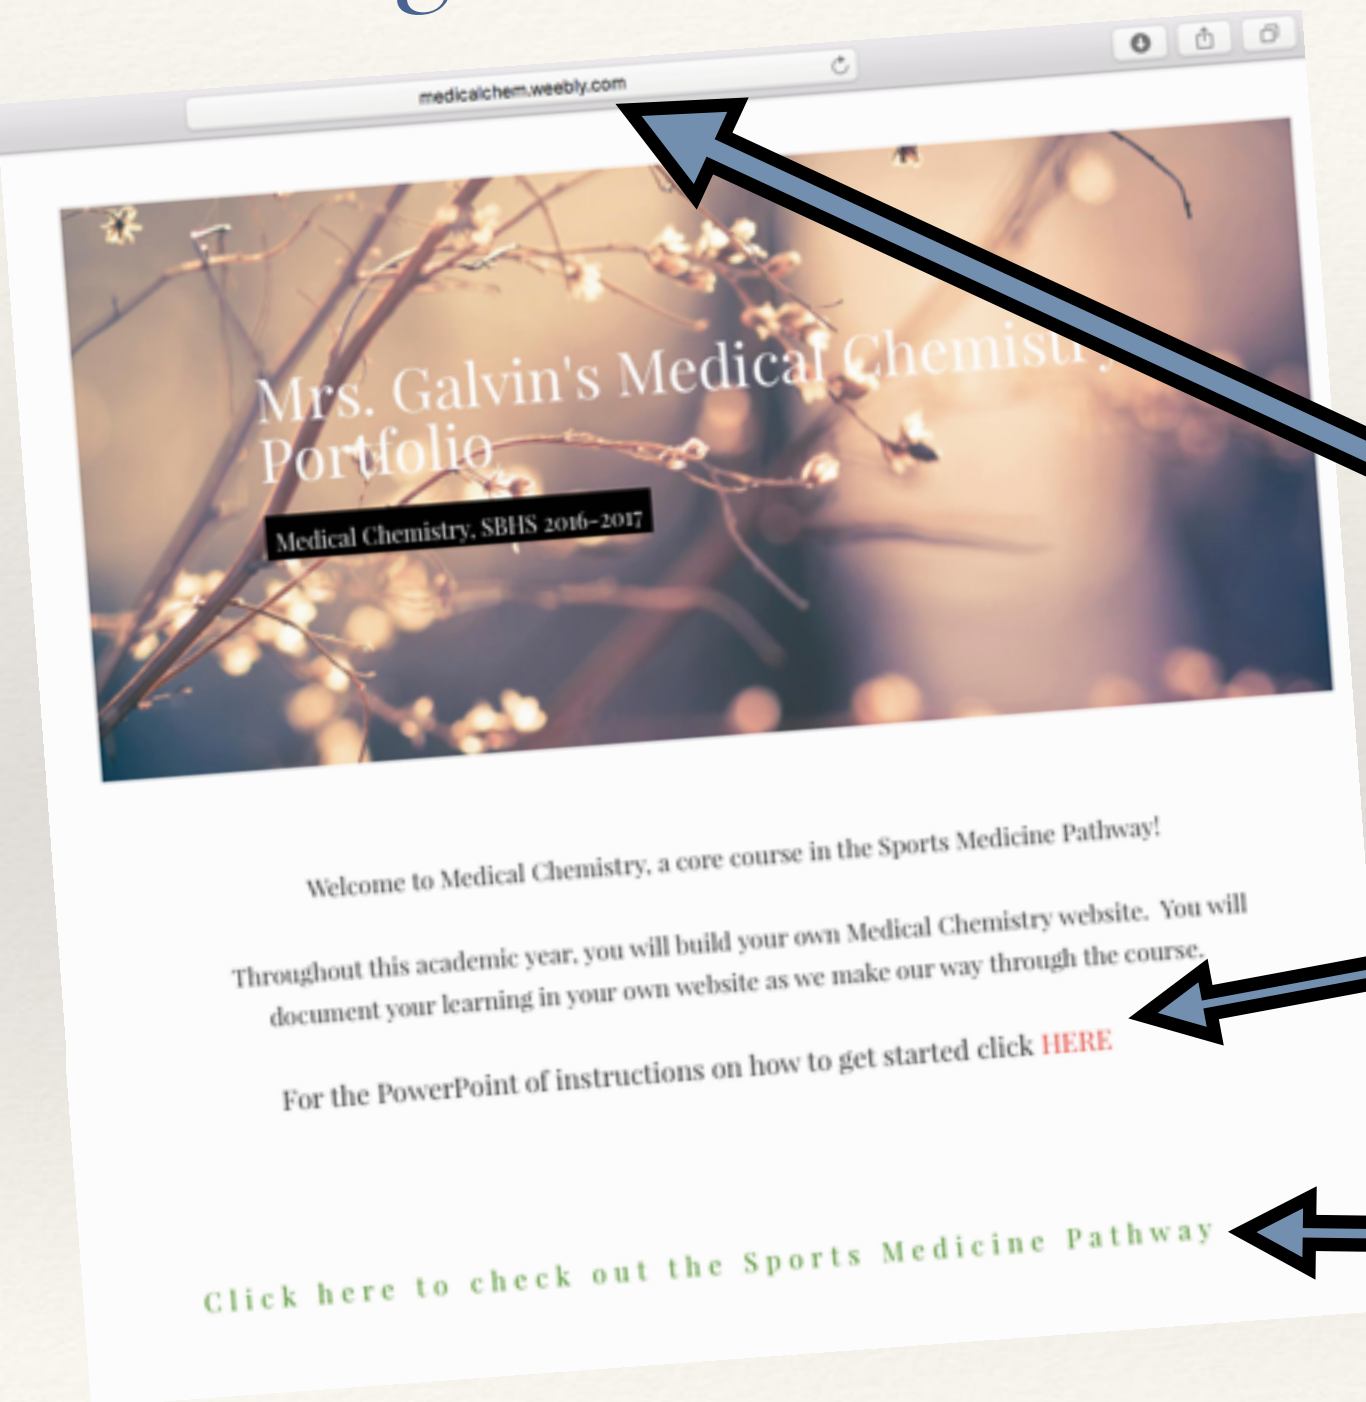 medicalchem.weebly.com
Mrs. Galvin's Medical Chemistry
Portfolio
Medical Chemistry, SBHS 2016-2017
Welcome to Medical Chemistry, a core course in the Sports Medicine Pathway!
Throughout this academic year, you will build your own Medical Chemistry website. You will
document your learning in your own website as we make our way through the course.
For the PowerPoint of instructions on how to get started click HERE
Click here to check out the Sports Medicine Pathway